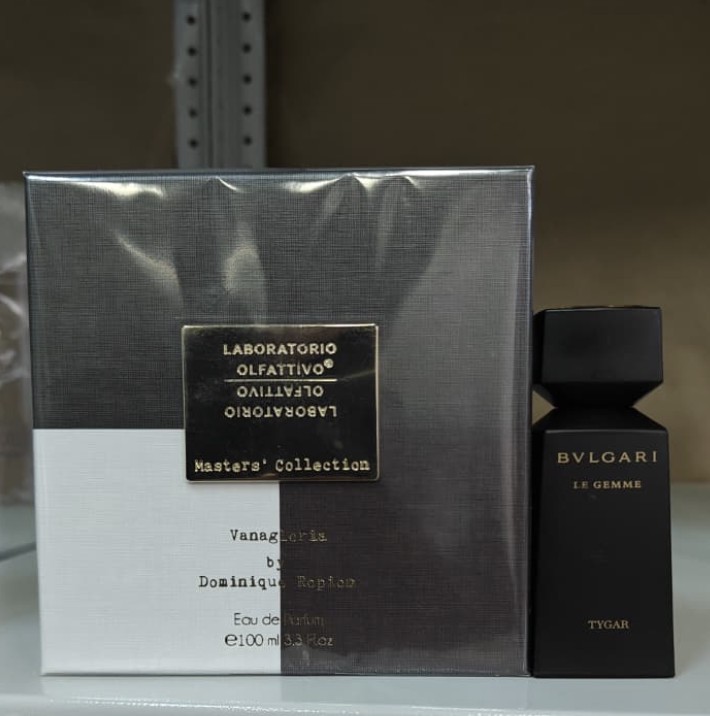 LABORATORIO
OLFATTIVO®
OLFATTIVO
LABORATORIO
Masters' Collection
Vanagloria
by
Dominique Ropion
Eau de Parfum
e100 ml 3.3 Fl.oz
BVLGARI
LE GEMME
TYGAR